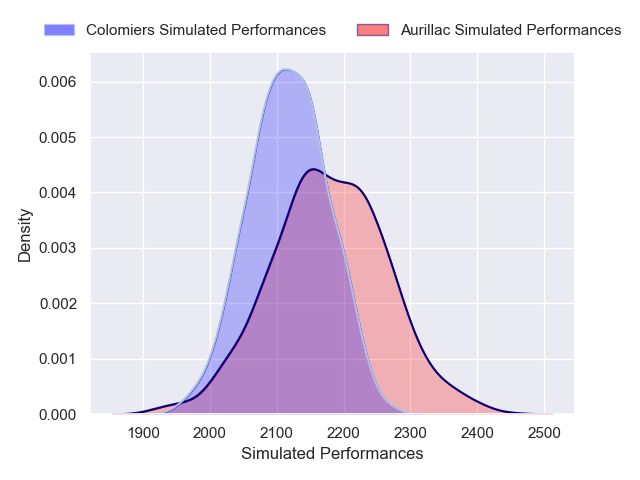 Colomiers Simulated Performances
Aurillac Simulated Performances
0.006
0.005
0.004
0.003
0.002
0.001
0.000
Density
1900 2000 2100 2200 2300 2400 2500
Simulated Performances